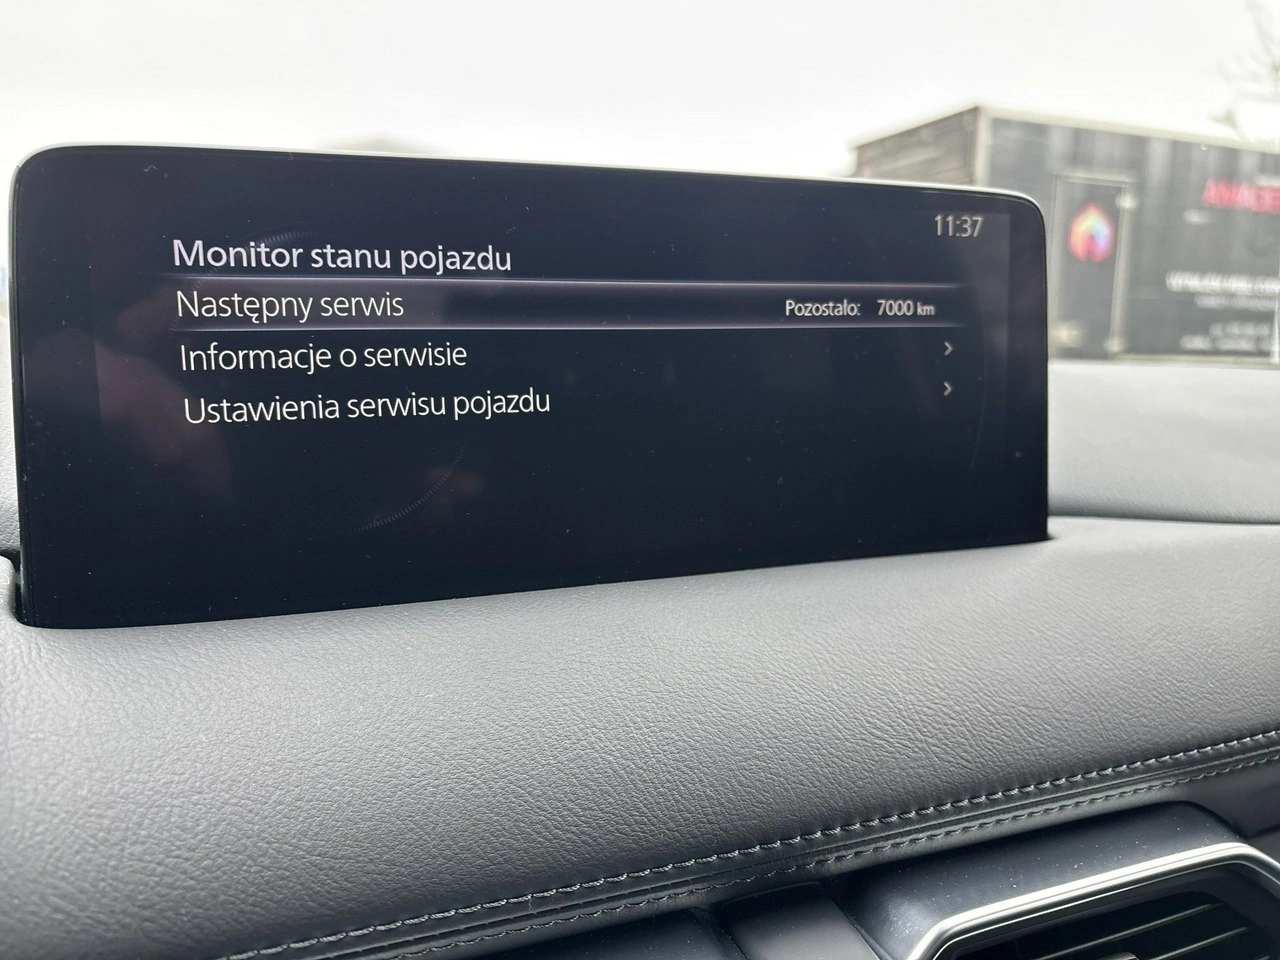 11:37
Monitor stanu pojazdu
Następny serwis Pozostało: 7000 km
Informacje o serwisie
Ustawienia serwisu pojazdu